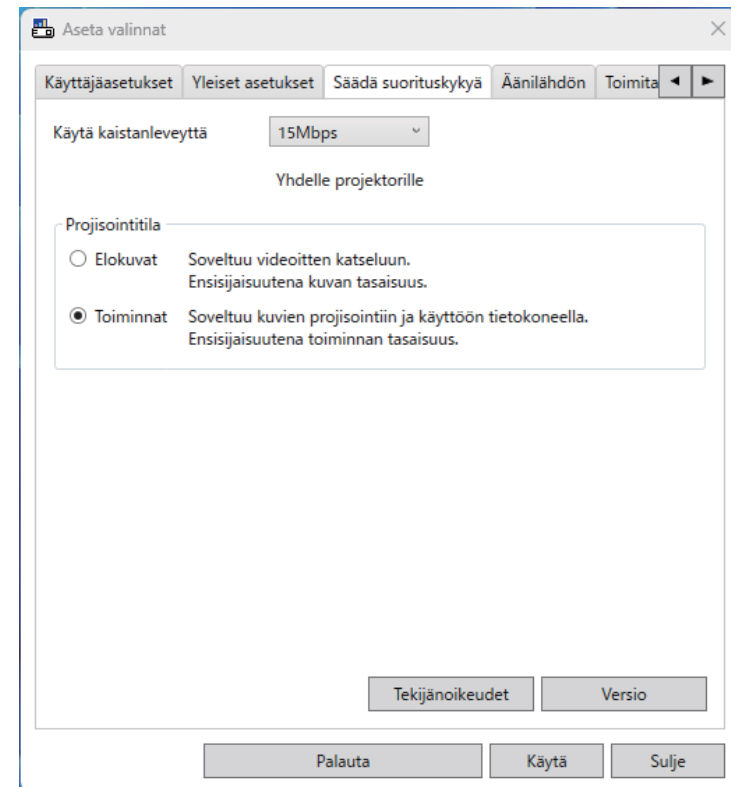 Aseta valinnat
Käyttäjäasetukset Yleiset asetukset Säädä suorituskykyä Äänilähdön Toimita
Käytä kaistanleveyttä 15Mbps
Yhdelle projektorille
Projisointitila
Elokuvat Soveltuu videoitten katseluun.
Ensisijaisuutena kuvan tasaisuus.
Toiminnat Soveltuu kuvien projisointiin ja käyttöön tietokoneella.
Ensisijaisuutena toiminnan tasaisuus.
Tekijänoikeudet Versio
Palauta Käytä Sulje